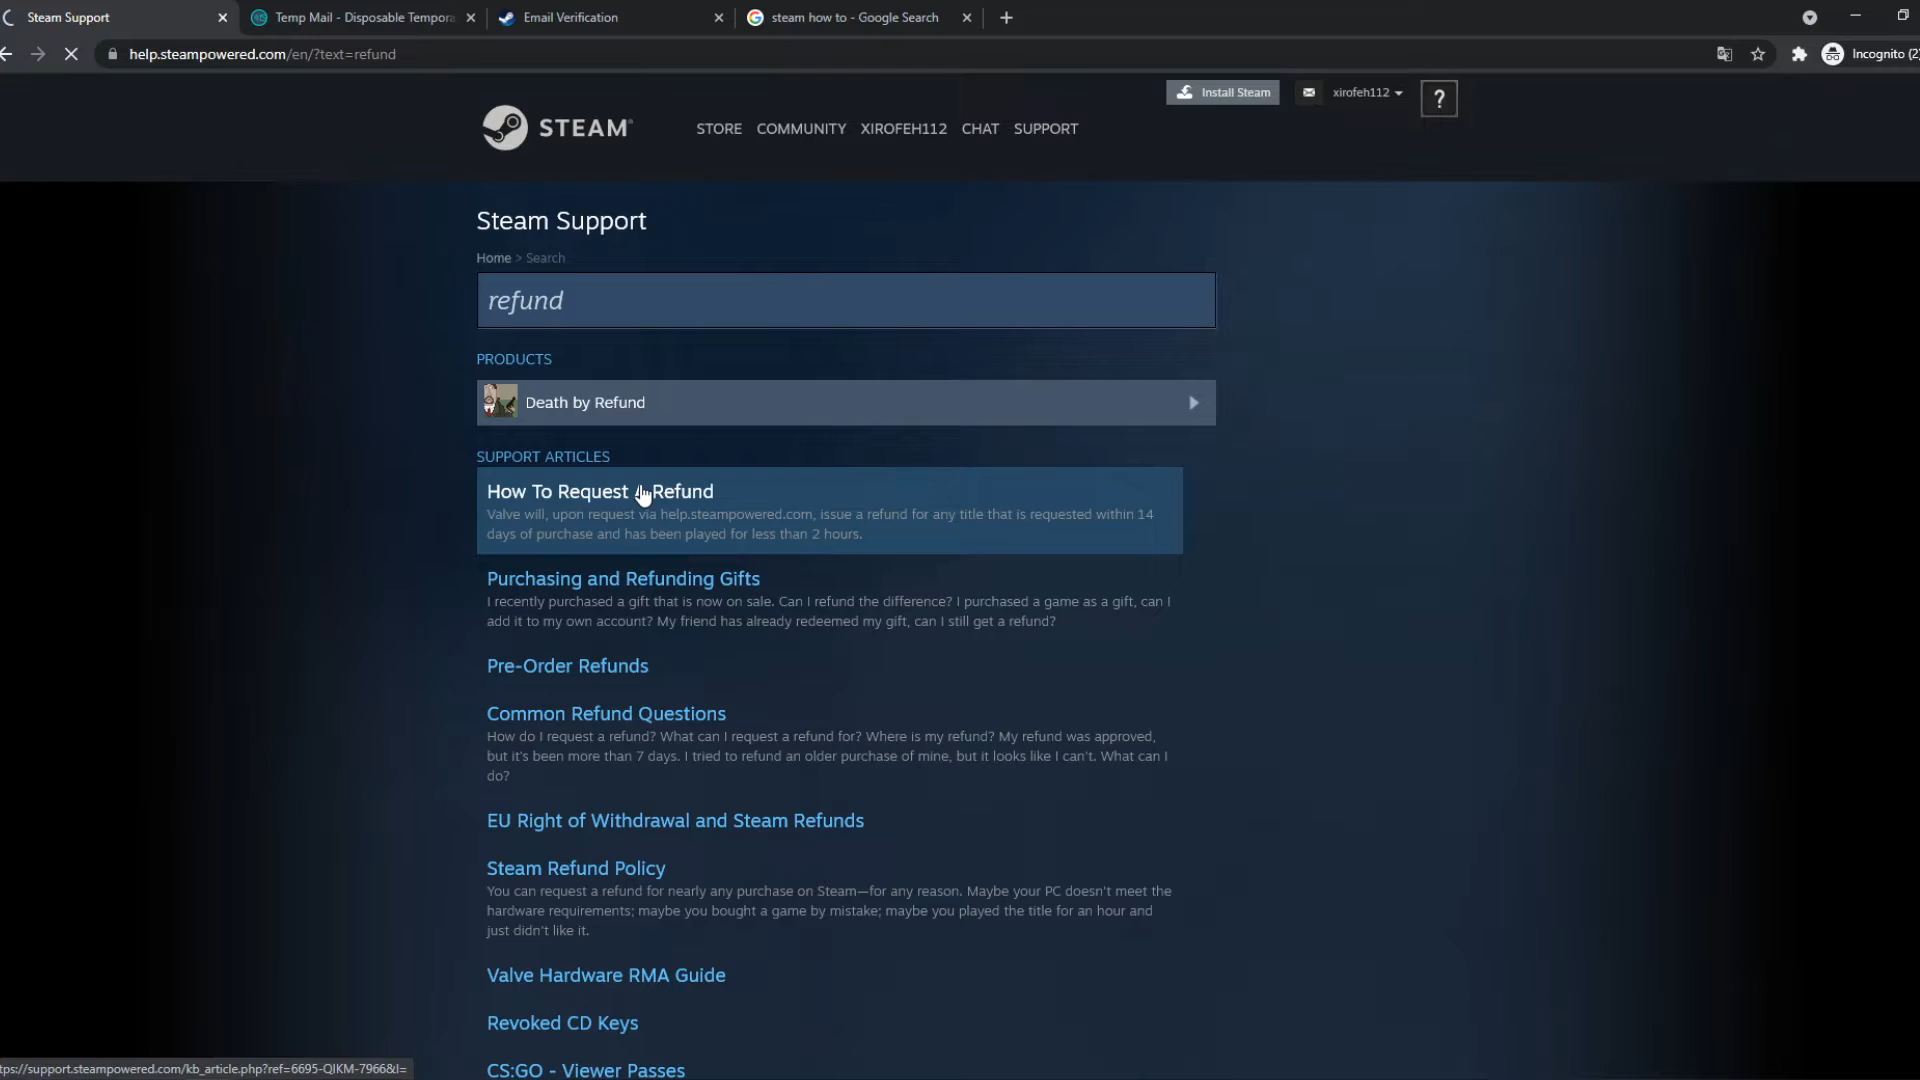 Steam Support
Temp Mail - Disposable Tempora
Email Verification
steam how to - Google Search
help.steampowered.com/en/?text=refund
Incognito (2
Install Steam
xirofeh112
?
STEAM
STORE COMMUNITY XIROFEH112 CHAT SUPPORT
Steam Support
Home > Search
refund
PRODUCTS
Death by Refund
SUPPORT ARTICLES
How To Request A Refund
Valve will, upon request via help.steampowered.com, issue a refund for any title that is requested within 14
days of purchase and has been played for less than 2 hours.
Purchasing and Refunding Gifts
I recently purchased a gift that is now on sale. Can I refund the difference? I purchased a game as a gift, can I
add it to my own account? My friend has already redeemed my gift, can I still get a refund?
Pre-Order Refunds
Common Refund Questions
How do I request a refund? What can I request a refund for? Where is my refund? My refund was approved,
but it's been more than 7 days. I tried to refund an older purchase of mine, but it looks like I can't. What can I
do?
EU Right of Withdrawal and Steam Refunds
Steam Refund Policy
You can request a refund for nearly any purchase on Steam—for any reason. Maybe your PC doesn't meet the
hardware requirements; maybe you bought a game by mistake; maybe you played the title for an hour and
just didn't like it.
Valve Hardware RMA Guide
Revoked CD Keys
CS:GO - Viewer Passes
tps://support.steampowered.com/kb_article.php?ref=6695-QIKM-7966&l=